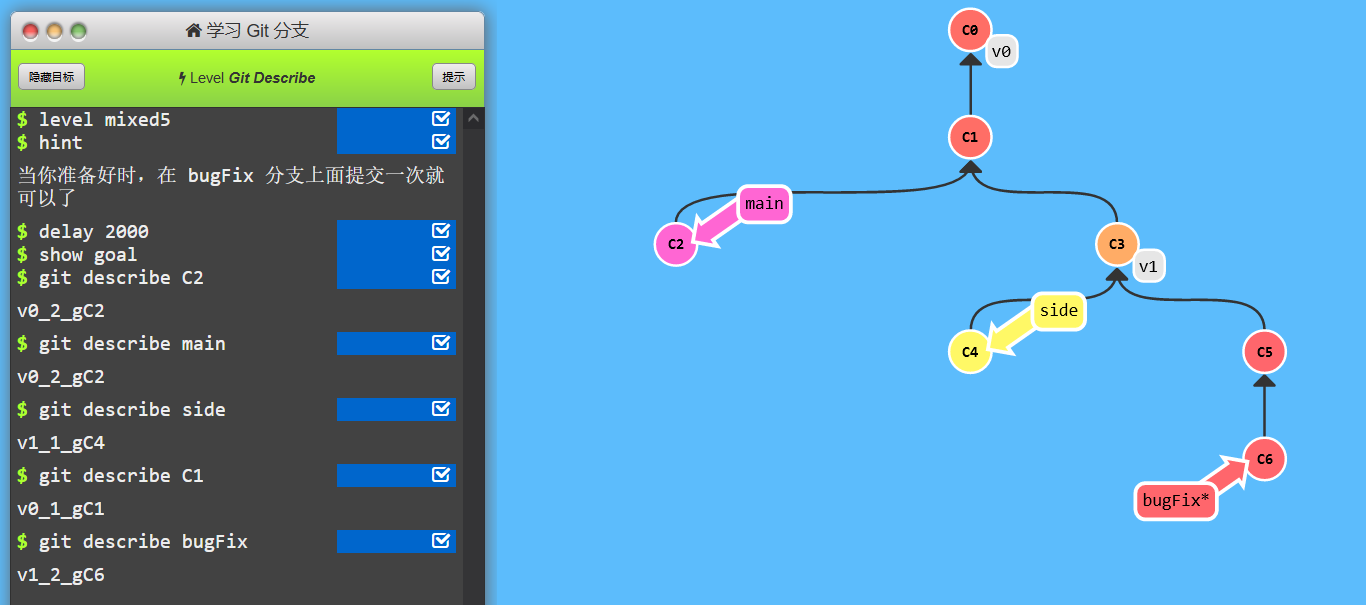 学习 Git 分支
隐藏目标
Level Git Describe
提示
$ level mixed5
$ hint
当你准备好时，在 bugFix 分支上面提交一次就
可以了
$ delay 2000
$ show goal
$ git describe C2
v0_2_gC2
$ git describe main
v0_2_gC2
$ git describe side
v1_1_gC4
$ git describe C1
v0_1_gC1
$ git describe bugFix
v1_2_gC6
C0
v0
C1
main
C2
C3
v1
side
C4
C5
C6
bugFix*